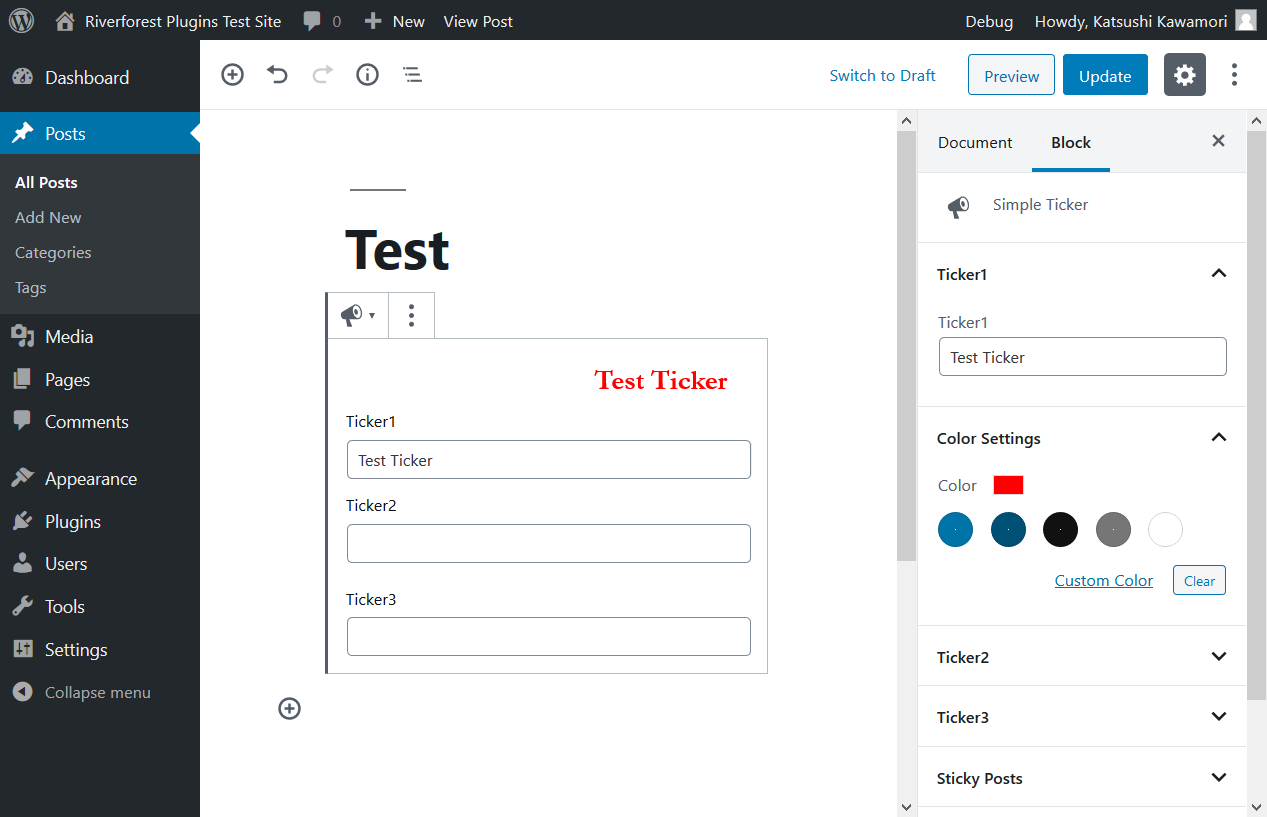 Riverforest Plugins Test Site 0 New View Post Debug Howdy, Katsushi Kawamori
Dashboard
Posts
All Posts
Add New
Categories
Tags
Media
Pages
Comments
Appearance
Plugins
Users
Tools
Settings
Collapse menu
Switch to Draft Preview Update
Test
Test Ticker
Ticker1
Test Ticker
Ticker2
Ticker3
Document Block
Simple Ticker
Ticker1
Ticker1
Test Ticker
Color Settings
Color
Custom Color Clear
Ticker2
Ticker3
Sticky Posts